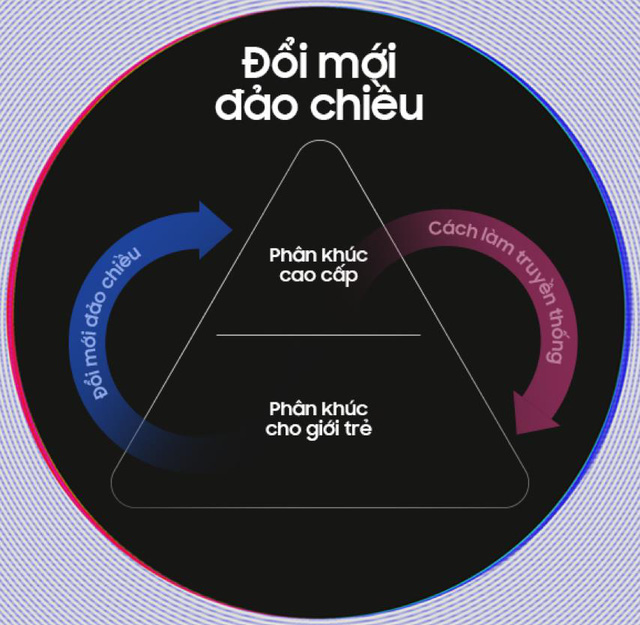 Đổi mới
đảo chiều
Phân khúc
cao cấp
Đổi mới đảo chiều
Cách làm truyền thống
Phân khúc
cho giới trẻ